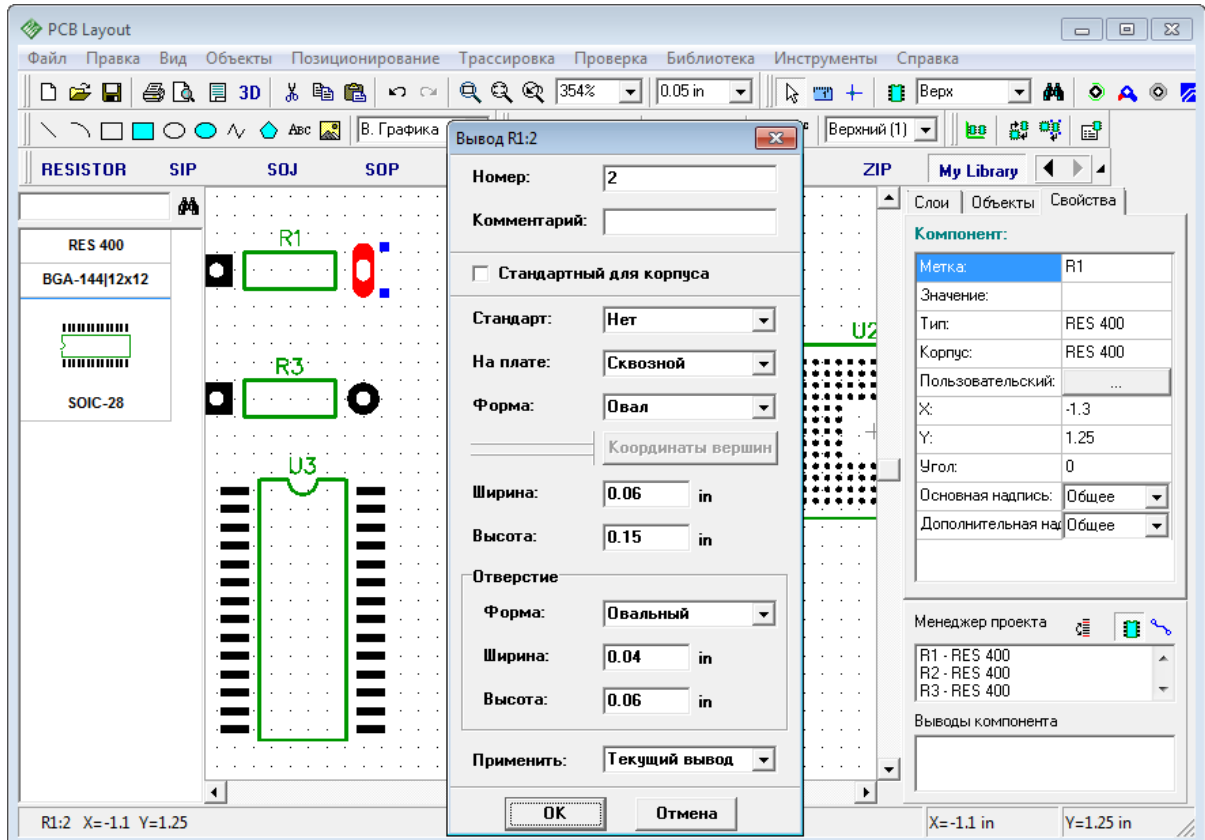 PCB Layout
Файл Правка Вид Объекты Позиционирование Трассировка Проверка Библиотека Инструменты Справка
3D 354% 0.05 in Верх
Abc В. Графика Верхний (1)
RESISTOR SIP SOJ SOP ZIP My Library
RES 400
BGA-144|12x12
SOIC-28
R1
R3
U3
U2
Вывод R1:2
Номер: 2
Комментарий:
Стандартный для корпуса
Стандарт: Нет
На плате: Сквозной
Форма: Овал
Координаты вершин
Ширина: 0.06 in
Высота: 0.15 in
Отверстие
Форма: Овальный
Ширина: 0.04 in
Высота: 0.06 in
Применить: Текущий вывод
OK Отмена
Слои Объекты Свойства
Компонент:
Метка: R1
Значение:
Тип: RES 400
Корпус: RES 400
Пользовательский: ...
X: -1.3
Y: 1.25
Угол: 0
Основная надпись: Общее
Дополнительная над Общее
Менеджер проекта
R1 - RES 400
R2 - RES 400
R3 - RES 400
Выводы компонента
R1:2 X=-1.1 Y=1.25
X=-1.1 in
Y=1.25 in